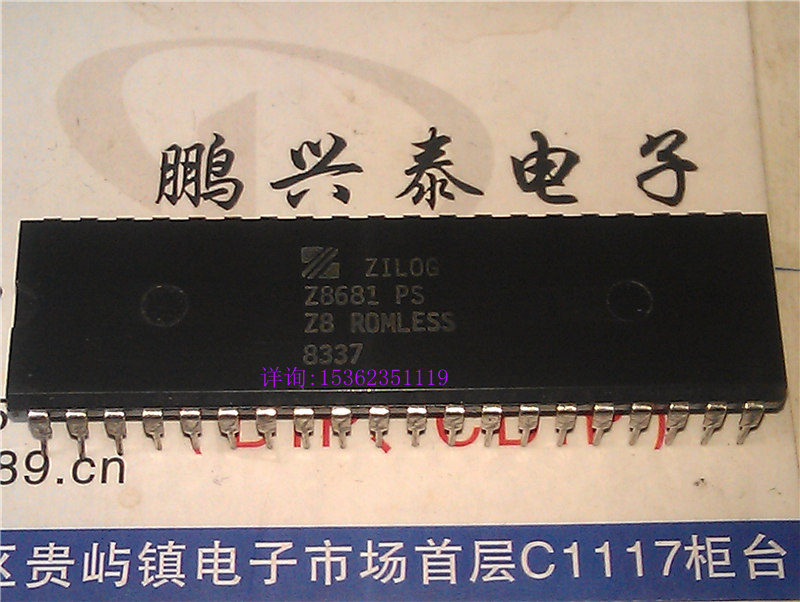 鹏兴泰电子
ZILOG
Z8681 PS
Z8 ROMLESS
8337
详询:15362351119
89.cn
区贵屿镇电子市场首层C1117柜台